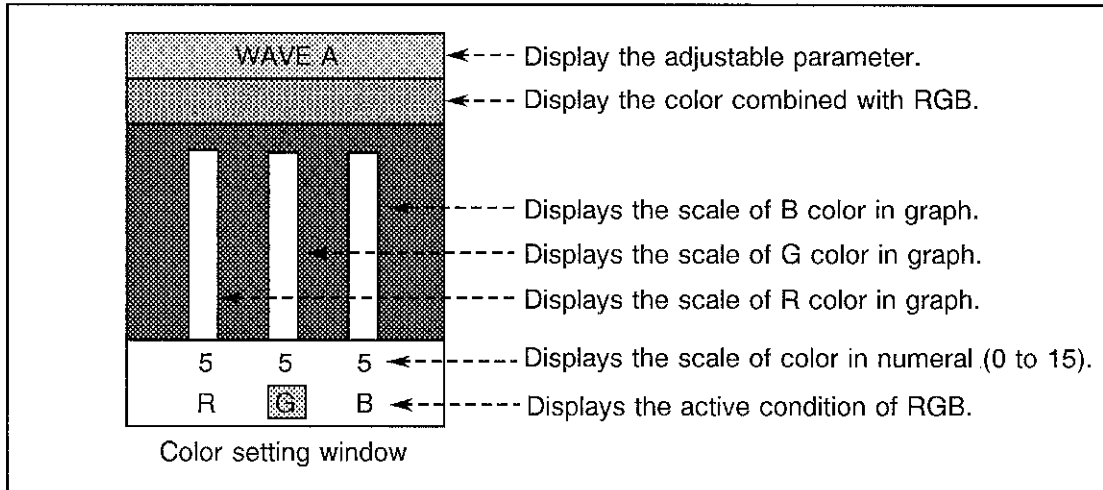 WAVE A
Display the adjustable parameter.
Display the color combined with RGB.
Displays the scale of B color in graph.
Displays the scale of G color in graph.
Displays the scale of R color in graph.
5 5 5
Displays the scale of color in numeral (0 to 15).
R G B
Displays the active condition of RGB.
Color setting window